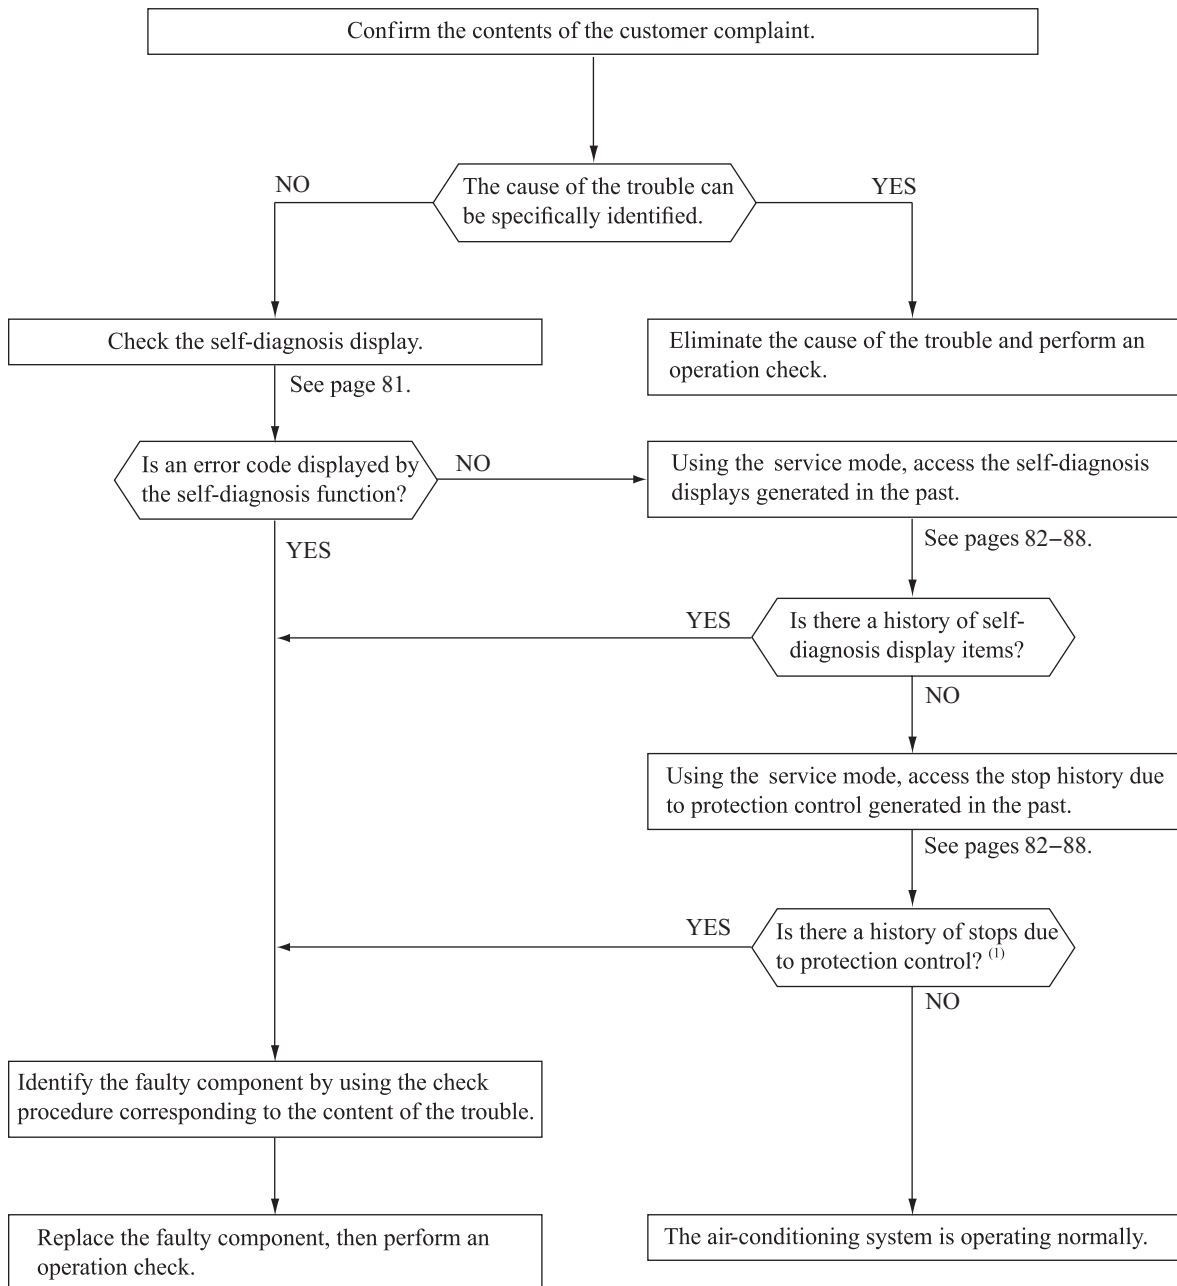 Confirm the contents of the customer complaint.
NO
The cause of the trouble can
be specifically identified.
YES
Check the self-diagnosis display.
Eliminate the cause of the trouble and perform an
operation check.
See page 81.
Is an error code displayed by
the self-diagnosis function?
NO
Using the service mode, access the self-diagnosis
displays generated in the past.
YES
See pages 82–88.
YES
Is there a history of self-
diagnosis display items?
NO
Using the service mode, access the stop history due
to protection control generated in the past.
See pages 82–88.
YES
Is there a history of stops due
to protection control? (1)
NO
Identify the faulty component by using the check
procedure corresponding to the content of the trouble.
Replace the faulty component, then perform an
operation check.
The air-conditioning system is operating normally.